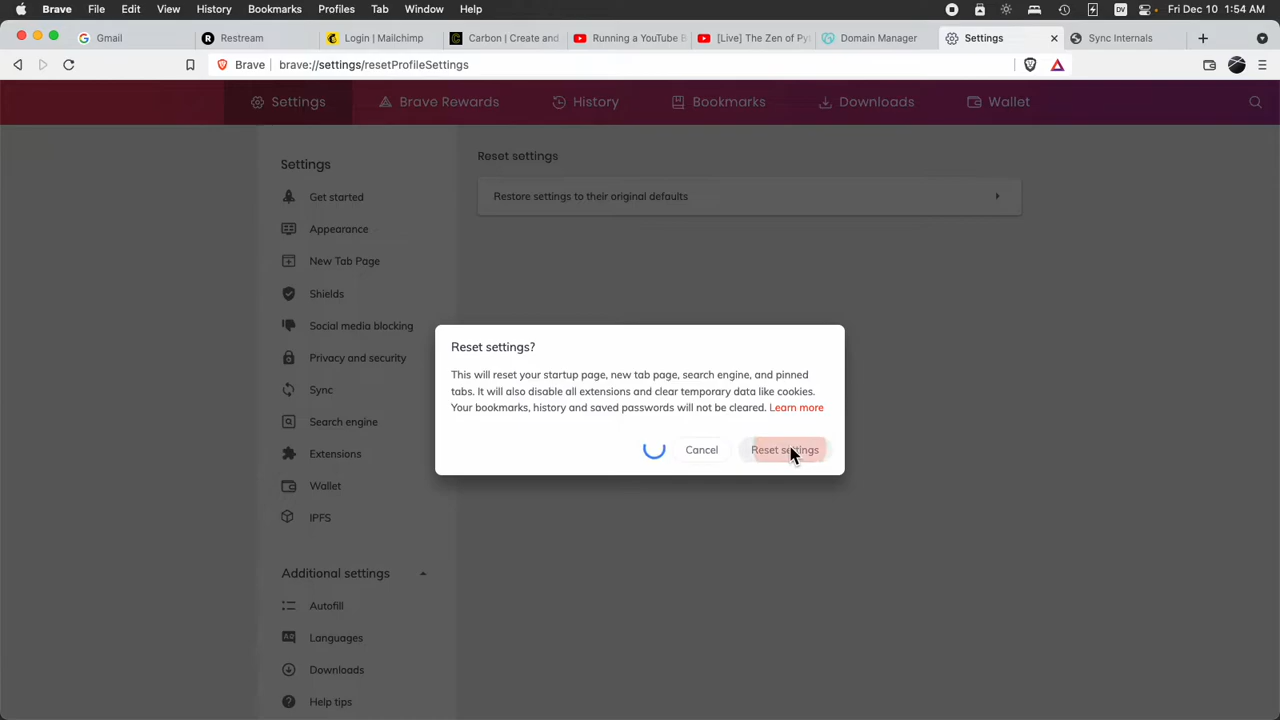 Brave File Edit View History Bookmarks Profiles Tab Window Help DV Fri Dec 10 1:54 AM
Gmail Restream Login | Mailchimp Carbon | Create and Running a YouTube B [Live] The Zen of Py Domain Manager Settings Sync Internals
Brave brave://settings/resetProfileSettings
Settings Brave Rewards History Bookmarks Downloads Wallet
Settings
Get started
Appearance
New Tab Page
Shields
Social media blocking
Privacy and security
Sync
Search engine
Extensions
Wallet
IPFS
Additional settings
Autofill
Languages
Downloads
Help tips
Reset settings
Restore settings to their original defaults
Reset settings?
This will reset your startup page, new tab page, search engine, and pinned
tabs. It will also disable all extensions and clear temporary data like cookies.
Your bookmarks, history and saved passwords will not be cleared. Learn more
Cancel Reset settings